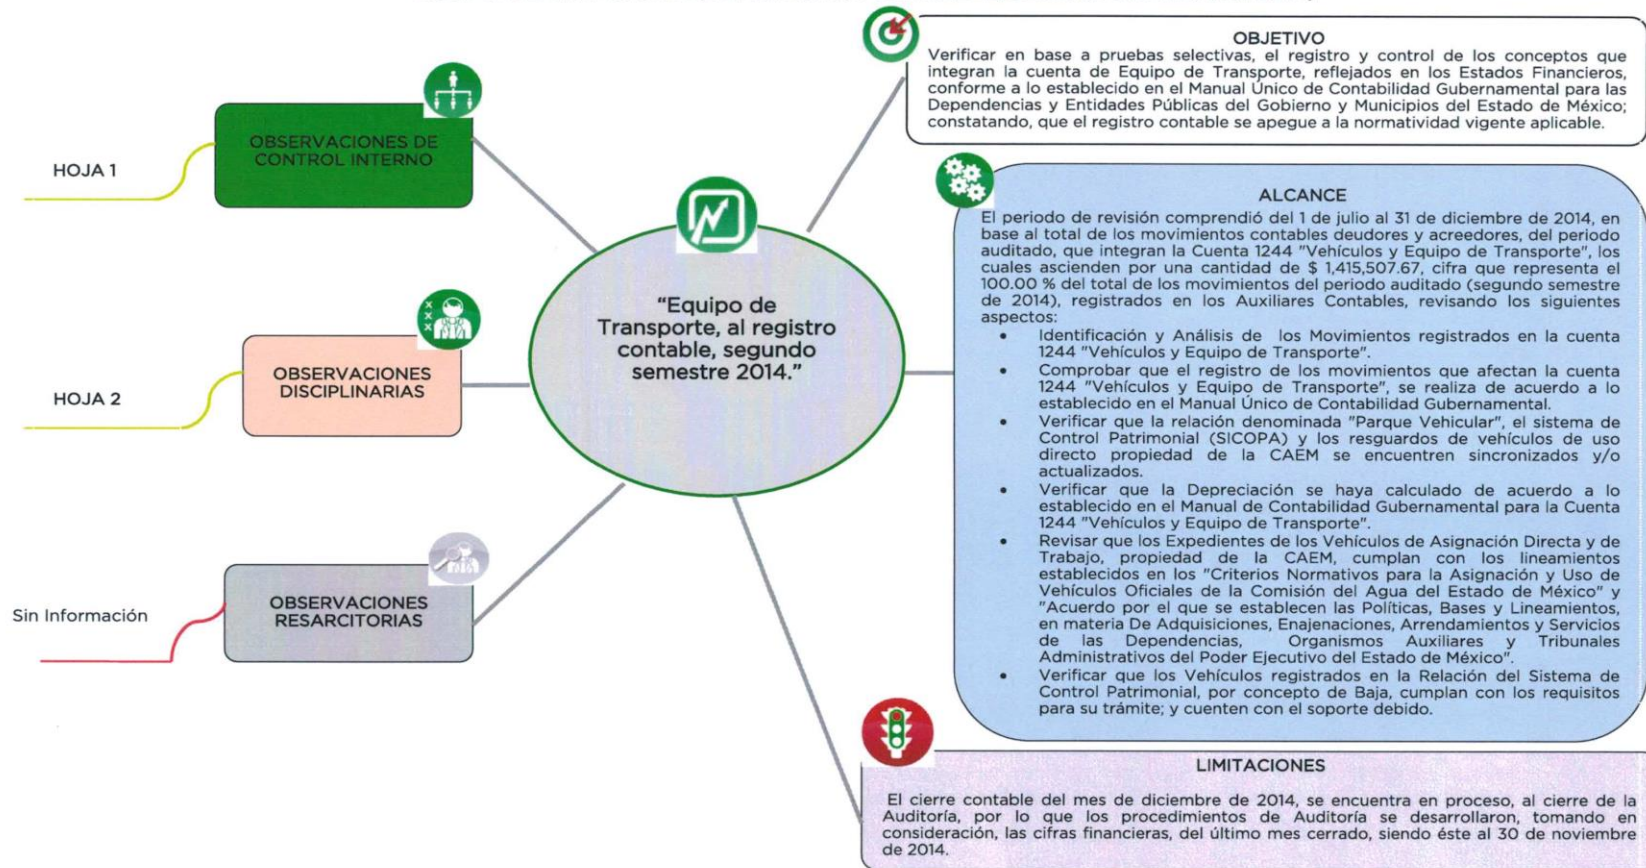 HOJA 1
OBSERVACIONES DE
CONTROL INTERNO
HOJA 2
OBSERVACIONES
DISCIPLINARIAS
Sin Información
OBSERVACIONES
RESARCITORIAS
“Equipo de
Transporte, al registro
contable, segundo
semestre 2014.”
OBJETIVO
Verificar en base a pruebas selectivas, el registro y control de los conceptos que
integran la cuenta de Equipo de Transporte, reflejados en los Estados Financieros,
conforme a lo establecido en el Manual Único de Contabilidad Gubernamental para las
Dependencias y Entidades Públicas del Gobierno y Municipios del Estado de México;
constatando, que el registro contable se apegue a la normatividad vigente aplicable.
ALCANCE
El periodo de revisión comprendió del 1 de julio al 31 de diciembre de 2014, en
base al total de los movimientos contables deudores y acreedores, del periodo
auditado, que integran la Cuenta 1244 "Vehículos y Equipo de Transporte", los
cuales ascienden por una cantidad de $ 1,415,507.67, cifra que representa el
100.00 % del total de los movimientos del periodo auditado (segundo semestre
de 2014), registrados en los Auxiliares Contables, revisando los siguientes
aspectos:
• Identificación y Análisis de los Movimientos registrados en la cuenta
1244 "Vehículos y Equipo de Transporte".
• Comprobar que el registro de los movimientos que afectan la cuenta
1244 "Vehículos y Equipo de Transporte", se realiza de acuerdo a lo
establecido en el Manual Único de Contabilidad Gubernamental.
• Verificar que la relación denominada "Parque Vehicular", el sistema de
Control Patrimonial (SICOPA) y los resguardos de vehículos de uso
directo propiedad de la CAEM se encuentren sincronizados y/o
actualizados.
• Verificar que la Depreciación se haya calculado de acuerdo a lo
establecido en el Manual de Contabilidad Gubernamental para la Cuenta
1244 "Vehículos y Equipo de Transporte".
• Revisar que los Expedientes de los Vehículos de Asignación Directa y de
Trabajo, propiedad de la CAEM, cumplan con los lineamientos
establecidos en los "Criterios Normativos para la Asignación y Uso de
Vehículos Oficiales de la Comisión del Agua del Estado de México" y
"Acuerdo por el que se establecen las Políticas, Bases y Lineamientos,
en materia De Adquisiciones, Enajenaciones, Arrendamientos y Servicios
de las Dependencias, Organismos Auxiliares y Tribunales
Administrativos del Poder Ejecutivo del Estado de México".
• Verificar que los Vehículos registrados en la Relación del Sistema de
Control Patrimonial, por concepto de Baja, cumplan con los requisitos
para su trámite; y cuenten con el soporte debido.
LIMITACIONES
El cierre contable del mes de diciembre de 2014, se encuentra en proceso, al cierre de la
Auditoría, por lo que los procedimientos de Auditoría se desarrollaron, tomando en
consideración, las cifras financieras, del último mes cerrado, siendo éste al 30 de noviembre
de 2014.